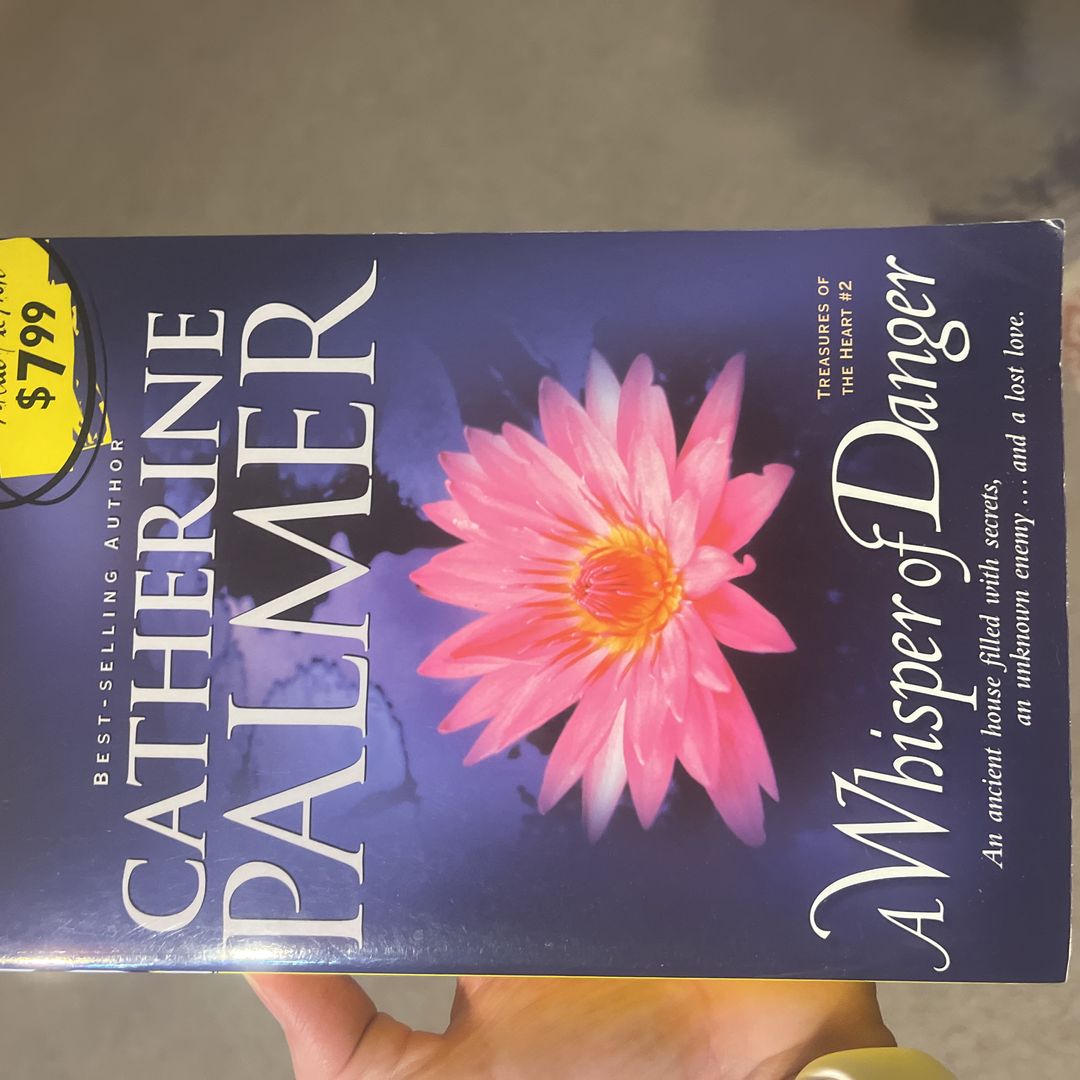 $7.99
BEST-SELLING AUTHOR
CATHERINE
PALMER
TREASURES OF
THE HEART #2
A Whisper of Danger
An ancient house filled with secrets,
an unknown enemy... and a lost love.